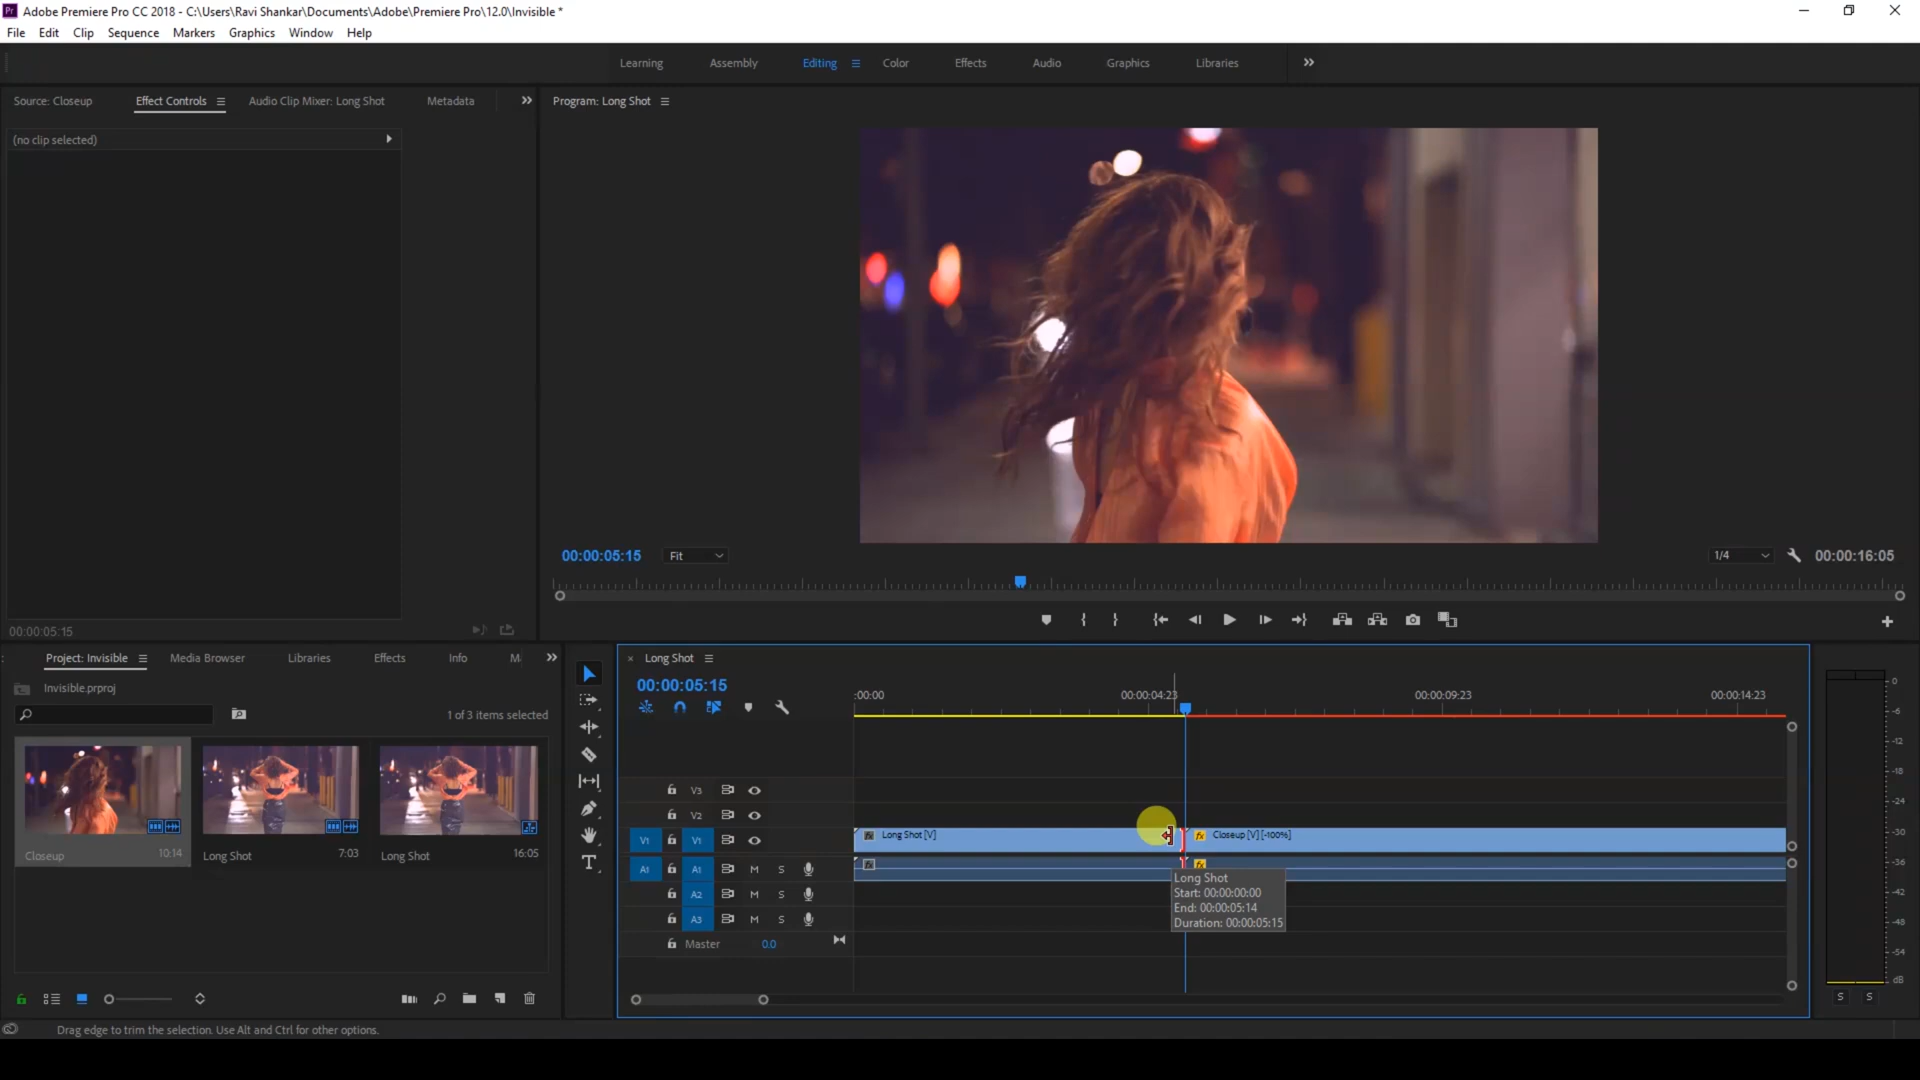 Pr Adobe Premiere Pro CC 2018 - C:\Users\Ravi Shankar\Documents\Adobe\Premiere Pro\12.0\Invisible *
File Edit Clip Sequence Markers Graphics Window Help
Learning Assembly Editing Color Effects Audio Graphics Libraries
Source: Closeup Effect Controls Audio Clip Mixer: Long Shot Metadata
Program: Long Shot
(no clip selected)
00:00:05:15 Fit 1/4 00:00:16:05
00:00:05:15
Project: Invisible Media Browser Libraries Effects Info M
Invisible.prproj
1 of 3 items selected
Closeup 10:14
Long Shot 7:03
Long Shot 16:05
Long Shot
00:00:05:15
:00:00 00:00:04:23 00:00:09:23 00:00:14:23
V3
V2
V1 V1 fx Long Shot [V] fx Closeup [V] [-100%]
A1 A1 M S fx fx
A2 M S
A3 M S
Master 0.0
Long Shot
Start: 00:00:00:00
End: 00:00:05:14
Duration: 00:00:05:15
0
-6
-12
-18
-24
-30
-36
-42
-48
-54
dB
S S
T
Drag edge to trim the selection. Use Alt and Ctrl for other options.